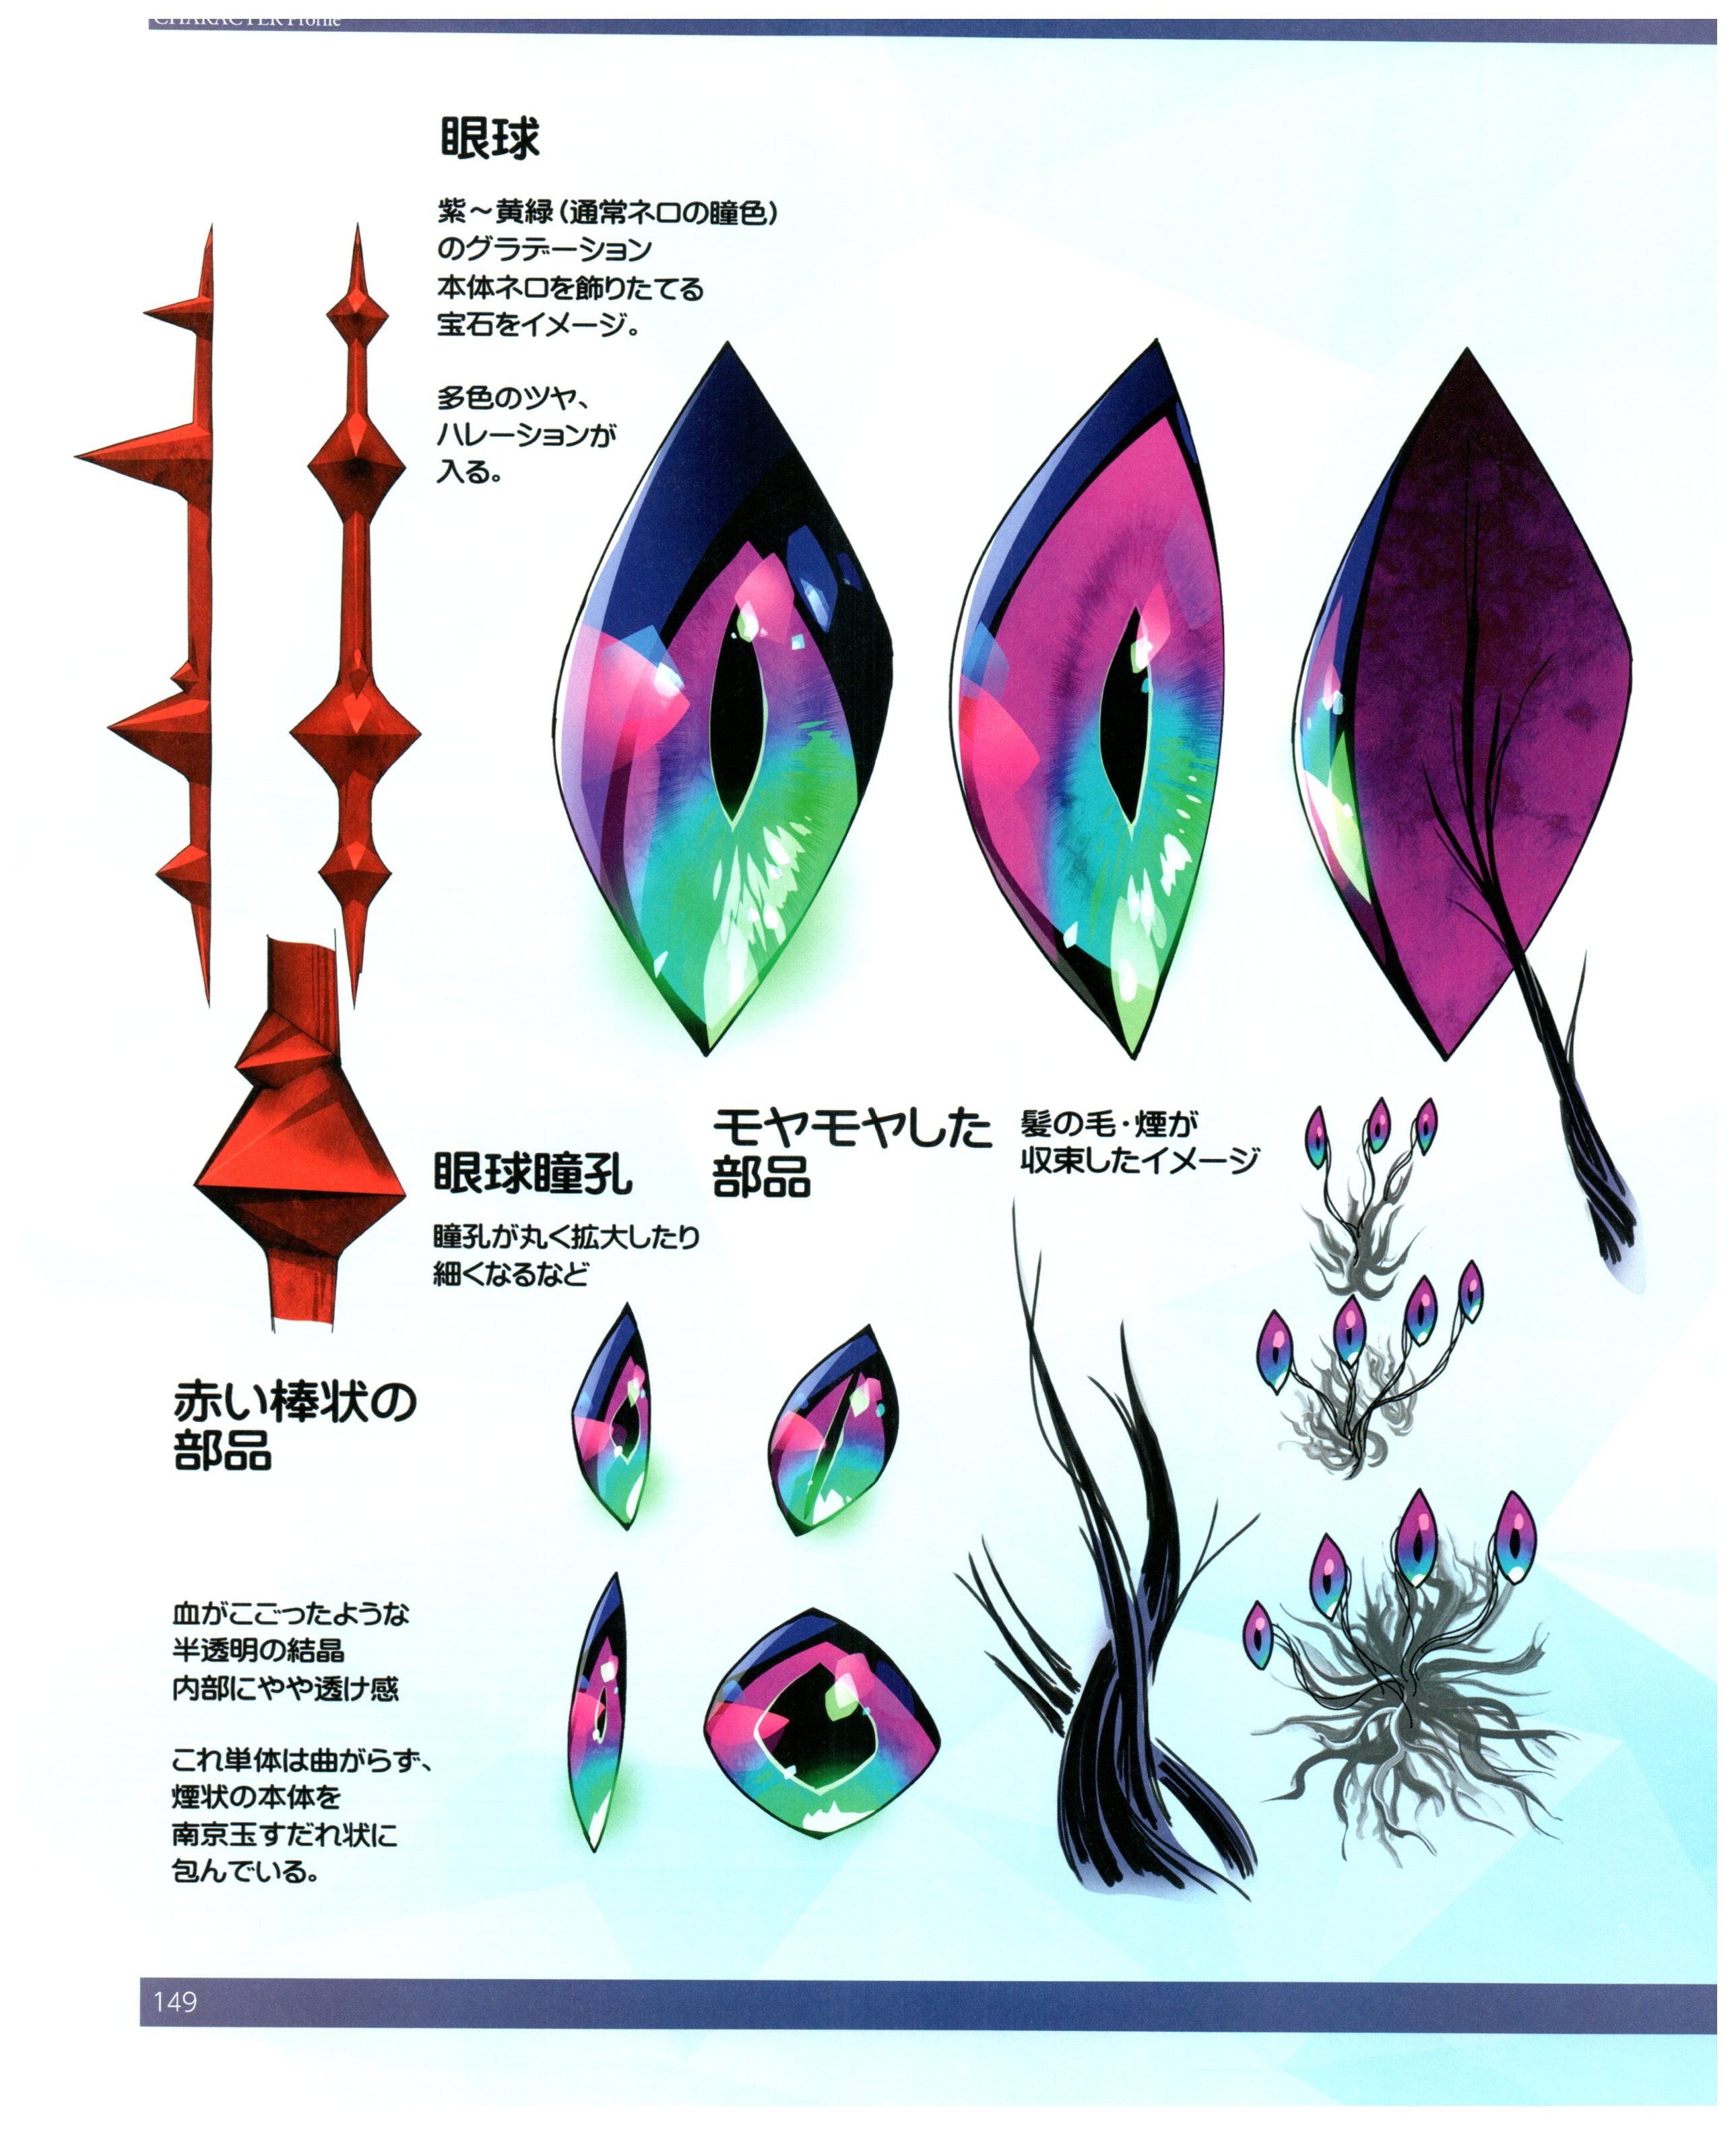 CHARACTER Profile
眼球
紫～黄緑（通常ネロの瞳色）
のグラデーション
本体ネロを飾りたてる
宝石をイメージ。
多色のツヤ、
ハレーションが
入る。
眼球瞳孔
瞳孔が丸く拡大したり
細くなるなど
モヤモヤした
部品
髪の毛・煙が
収束したイメージ
赤い棒状の
部品
血がこごったような
半透明の結晶
内部にやや透け感
これ単体は曲がらず、
煙状の本体を
南京玉すだれ状に
包んでいる。
149